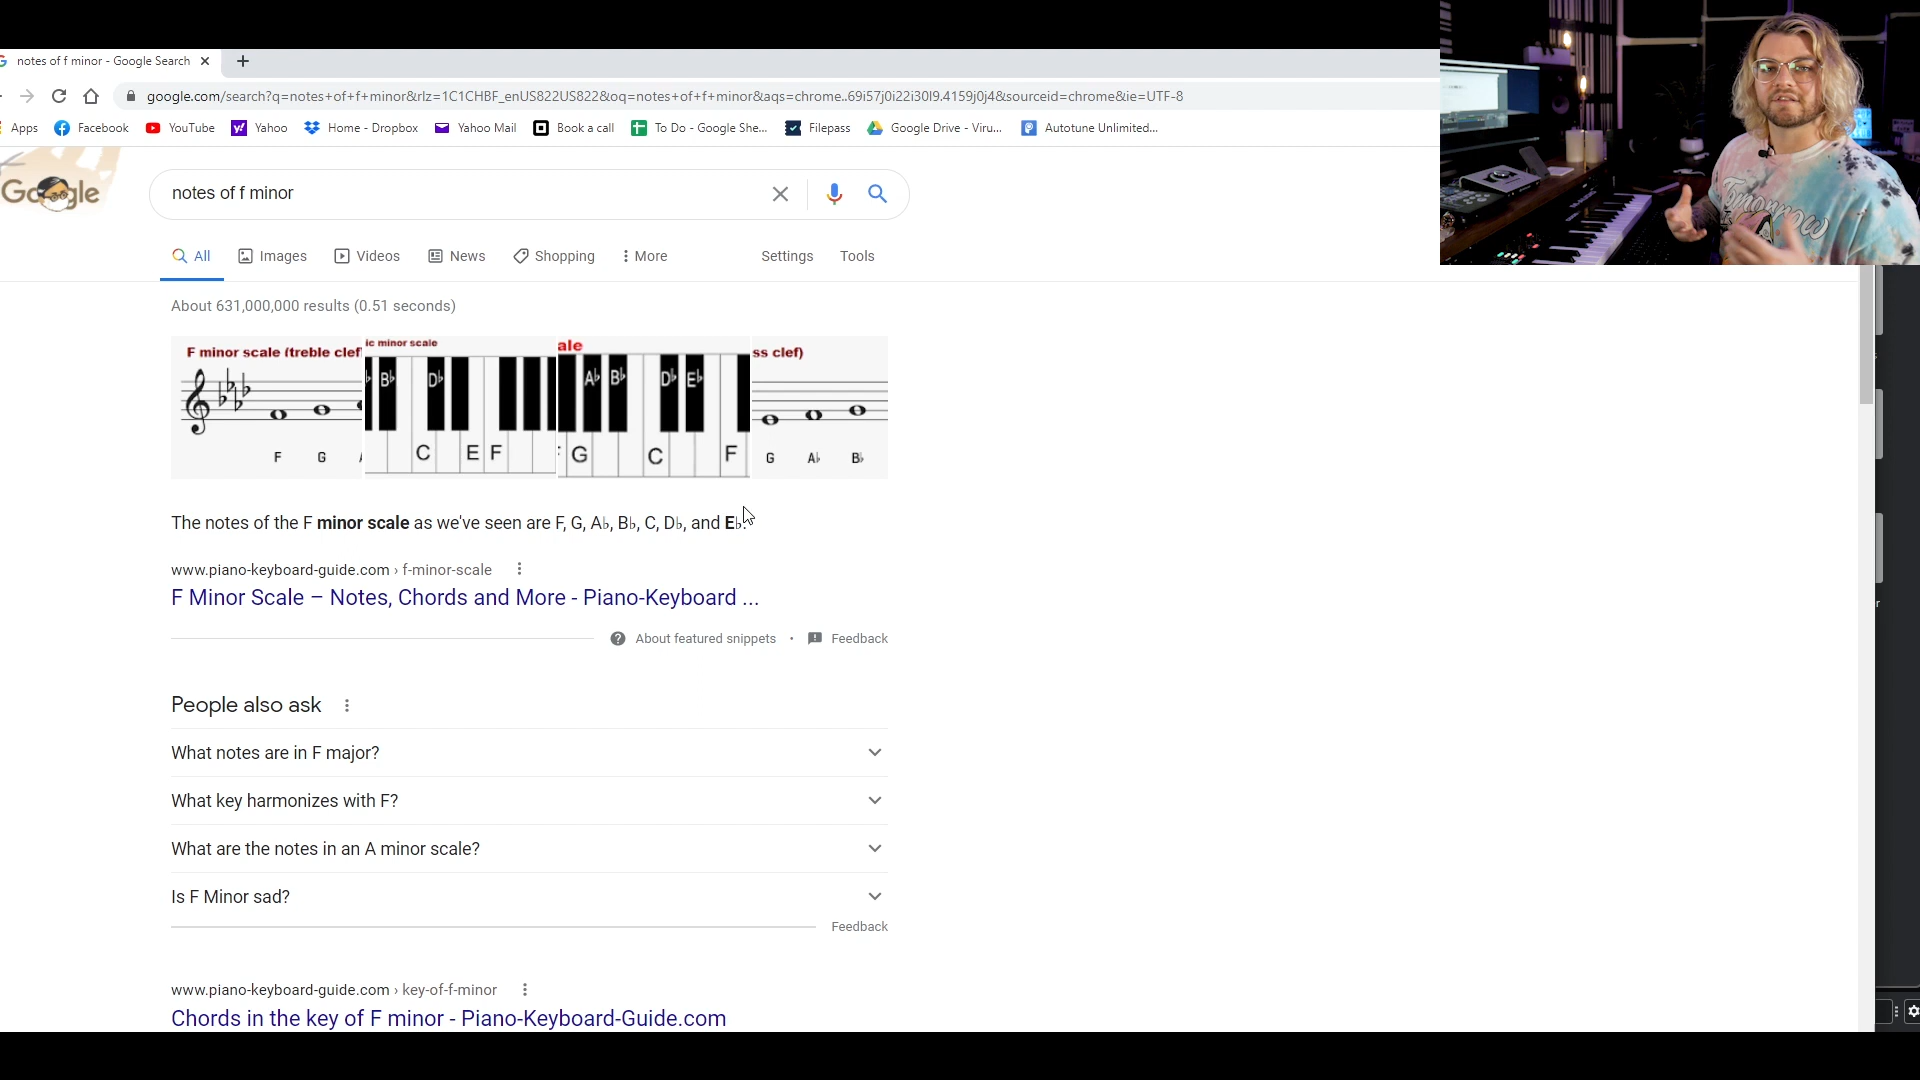 notes of f minor - Google Search
google.com/search?q=notes+of+f+minor&rlz=1C1CHBF_enUS822US822&oq=notes+of+f+minor&aqs=chrome..69i57j0i22i30l9.4159j0j4&sourceid=chrome&ie=UTF-8
Apps Facebook YouTube Yahoo Home - Dropbox Yahoo Mail Book a call To Do - Google She... Filepass Google Drive - Viru... Autotune Unlimited...
Google
notes of f minor
All Images Videos News Shopping More Settings Tools
About 631,000,000 results (0.51 seconds)
F minor scale (treble clef
ic minor scale
ale
ss clef)
B♭ D♭
A♭ B♭ D♭ E♭
F G
C E F
G C F
G A♭ B♭
The notes of the F minor scale as we've seen are F, G, A♭, B♭, C, D♭, and E♭.
www.piano-keyboard-guide.com › f-minor-scale
F Minor Scale – Notes, Chords and More - Piano-Keyboard ...
About featured snippets • Feedback
People also ask
What notes are in F major?
What key harmonizes with F?
What are the notes in an A minor scale?
Is F Minor sad?
Feedback
www.piano-keyboard-guide.com › key-of-f-minor
Chords in the key of F minor - Piano-Keyboard-Guide.com
Tomorrow